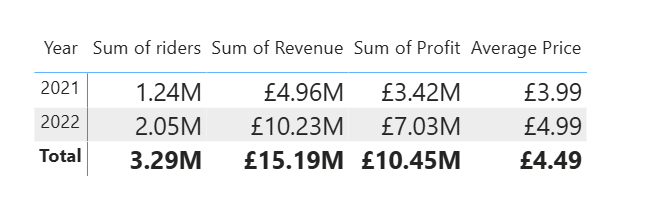 Year Sum of riders Sum of Revenue Sum of Profit Average Price
2021 1.24M £4.96M £3.42M £3.99
2022 2.05M £10.23M £7.03M £4.99
Total 3.29M £15.19M £10.45M £4.49